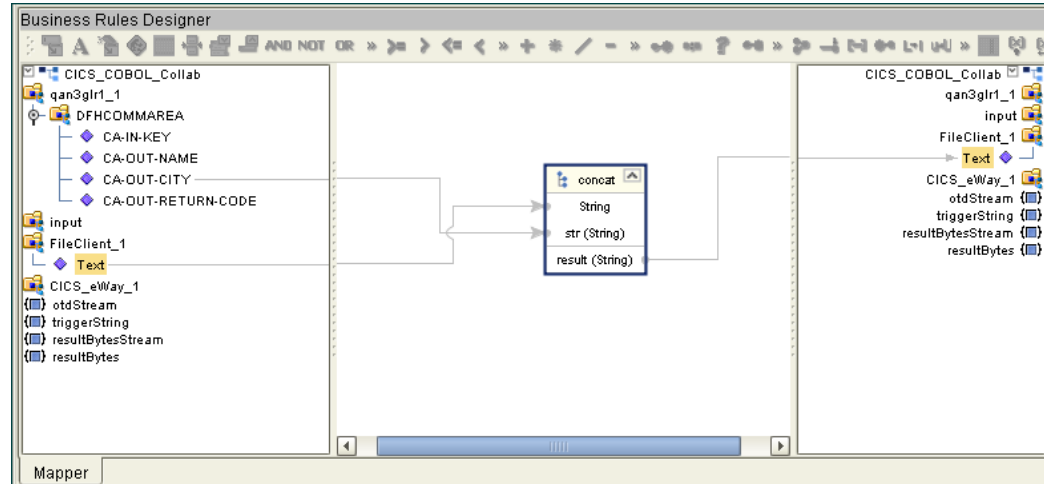 Business Rules Designer
A AND NOT OR » >= > <= < » + * / - » = ? » »
CICS_COBOL_Collab
qan3glr1_1
DFHCOMMAREA
CA-IN-KEY
CA-OUT-NAME
CA-OUT-CITY
CA-OUT-RETURN-CODE
input
FileClient_1
Text
CICS_eWay_1
otdStream
triggerString
resultBytesStream
resultBytes
concat
String
str (String)
result (String)
CICS_COBOL_Collab
qan3glr1_1
input
FileClient_1
Text
CICS_eWay_1
otdStream
triggerString
resultBytesStream
resultBytes
Mapper